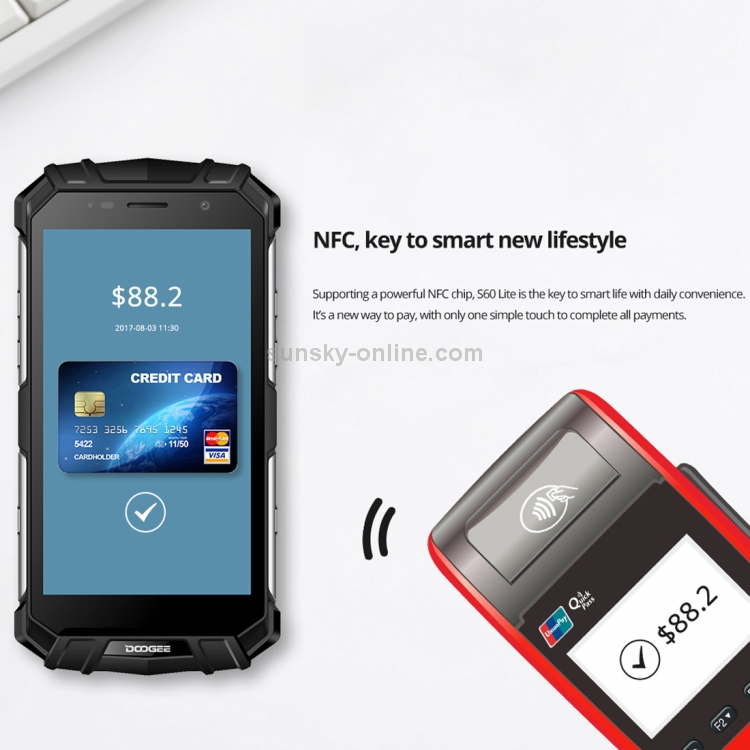 NFC, key to smart new lifestyle
Supporting a powerful NFC chip, S60 Lite is the key to smart life with daily convenience.
It's a new way to pay, with only one simple touch to complete all payments.
sunsky-online.com
$88.2
2017-08-03 11:30
CREDIT CARD
7253 3256 7695 1245
5422
11/50
CARDHOLDER
MasterCard
VISA
DOOGEE
UnionPay
Quick
Pass
$88.2
F2